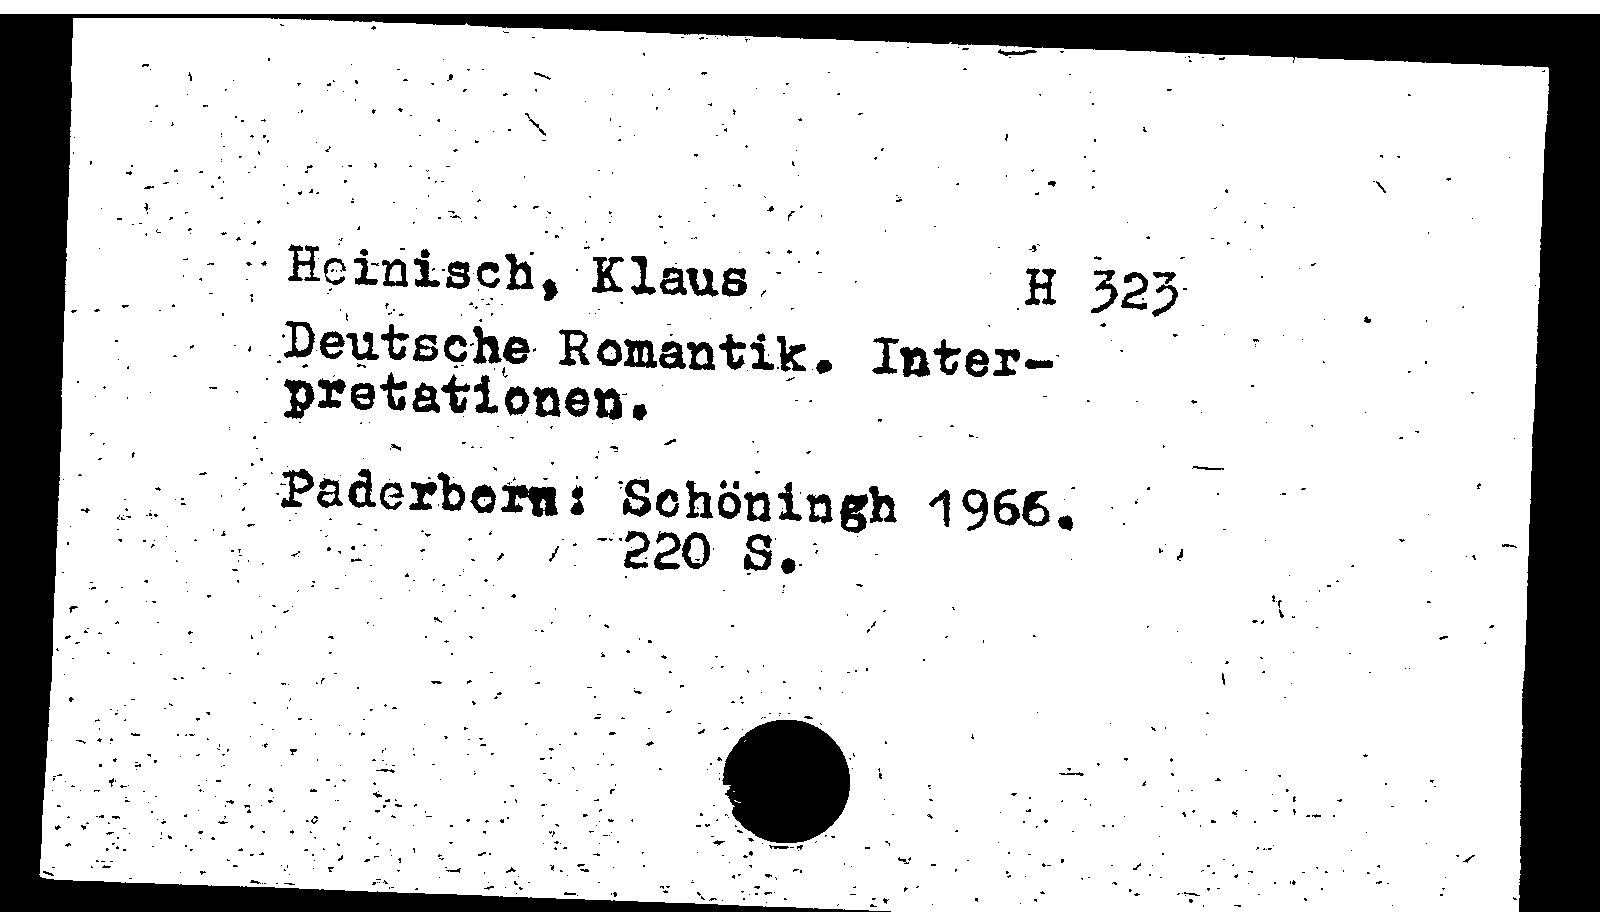 Heinisch, Klaus H 323
Deutsche Romantik. Inter-
pretationen.
Paderborn: Schöningh 1966.
220 S.